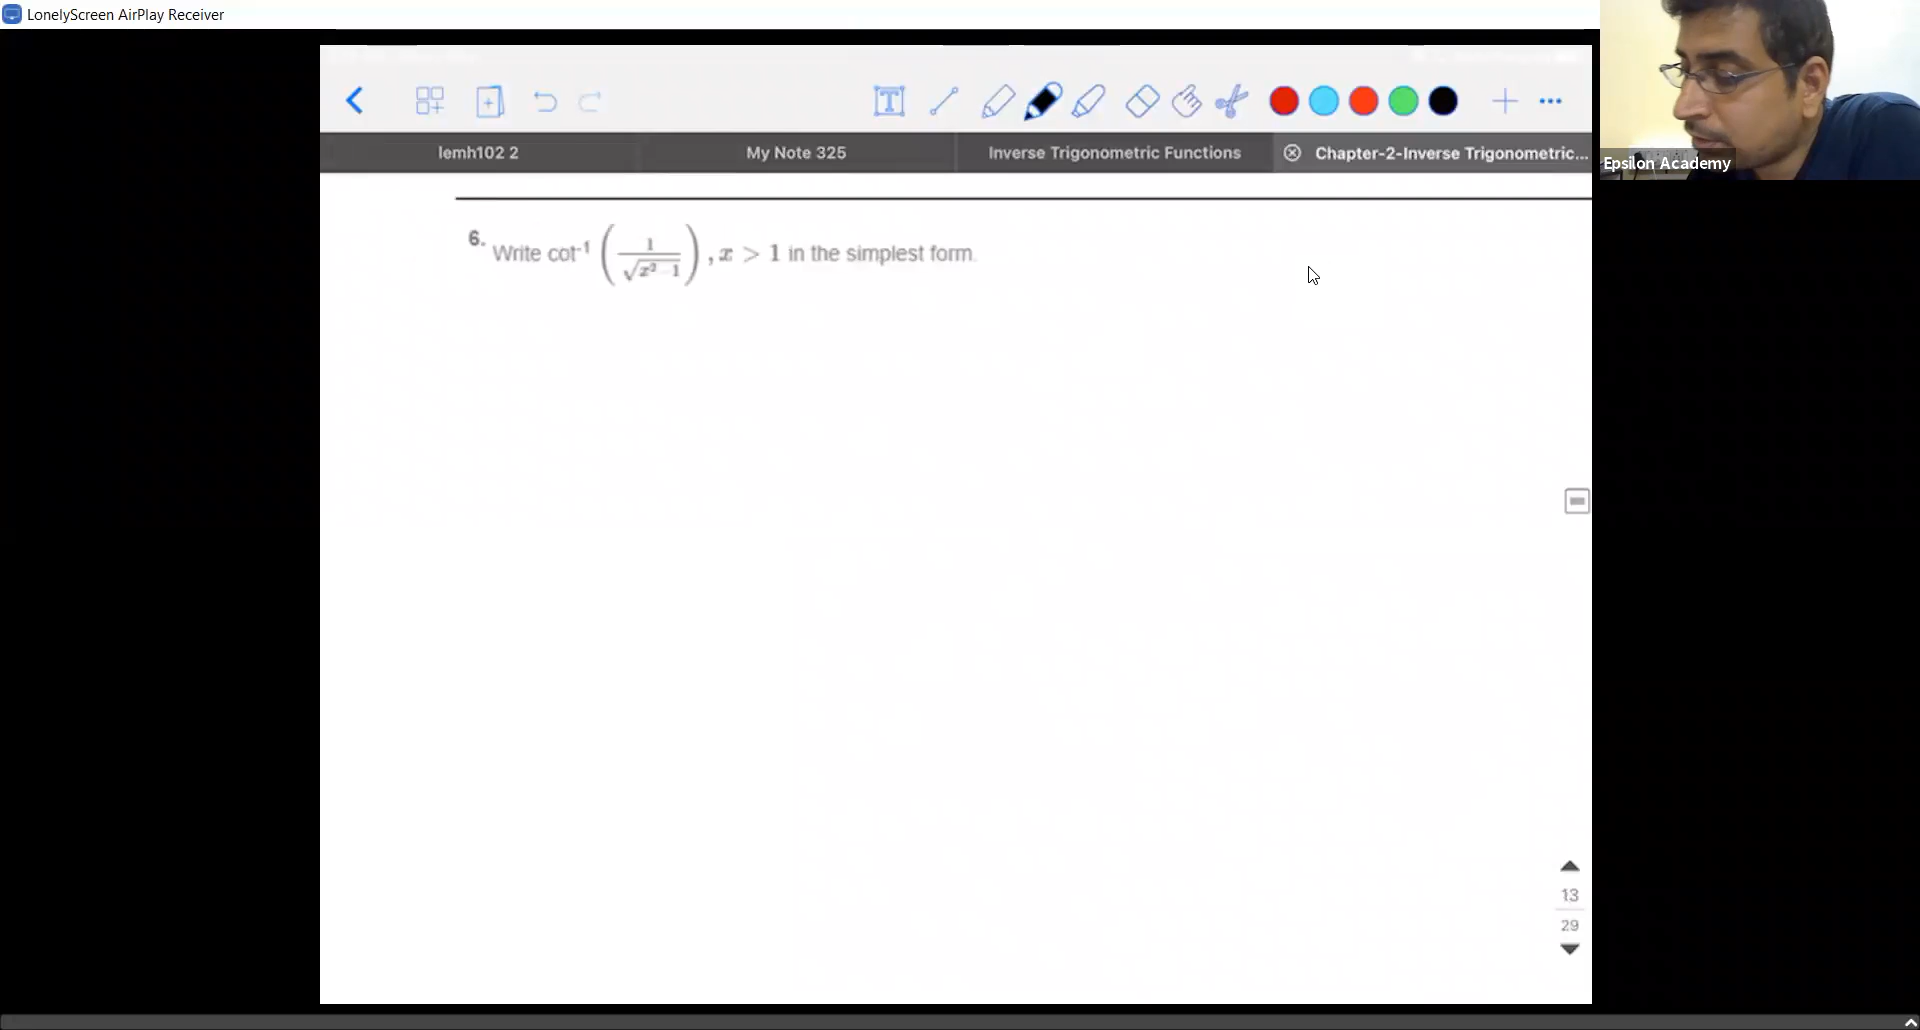 LonelyScreen AirPlay Receiver
T
lemh102 2
My Note 325
Inverse Trigonometric Functions
Chapter-2-Inverse Trigonometric...
Epsilon Academy
6. Write cot⁻¹ (1/√(x² − 1)), x > 1 in the simplest form.
13
29